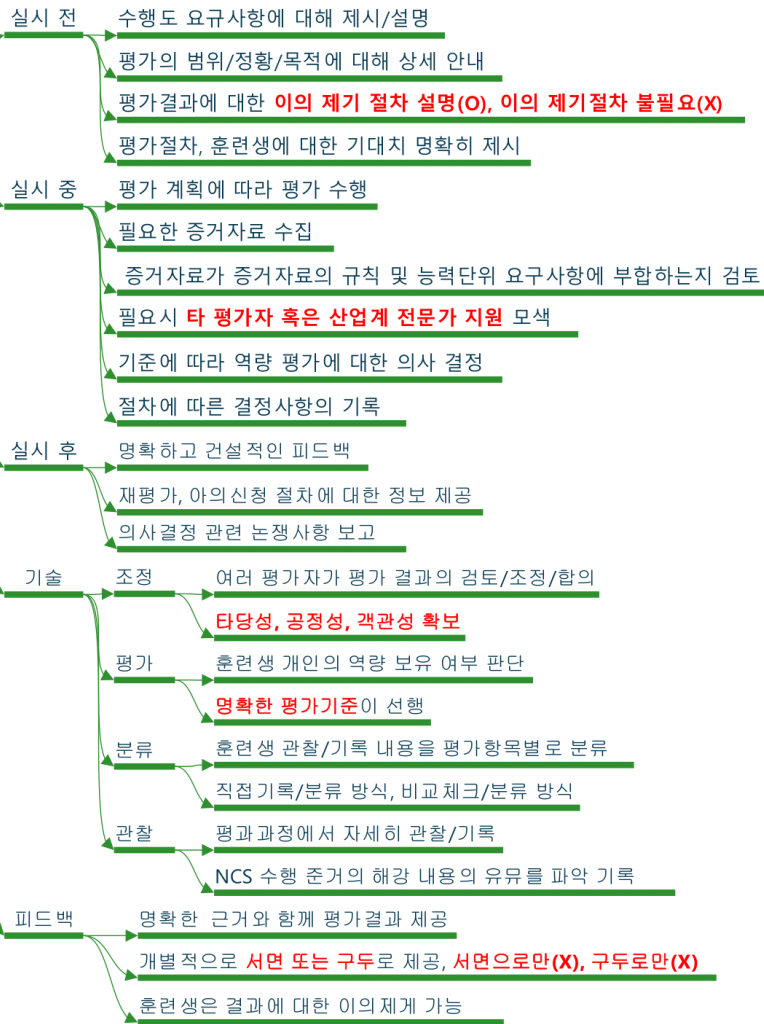 실시 전
수행도 요규사항에 대해 제시/설명
평가의 범위/정황/목적에 대해 상세 안내
평가결과에 대한 이의 제기 절차 설명(O), 이의 제기절차 불필요(X)
평가절차, 훈련생에 대한 기대치 명확히 제시
실시 중
평가 계획에 따라 평가 수행
필요한 증거자료 수집
증거자료가 증거자료의 규칙 및 능력단위 요구사항에 부합하는지 검토
필요시 타 평가자 혹은 산업계 전문가 지원 모색
기준에 따라 역량 평가에 대한 의사 결정
절차에 따른 결정사항의 기록
실시 후
명확하고 건설적인 피드백
재평가, 아의신청 절차에 대한 정보 제공
의사결정 관련 논쟁사항 보고
기술
조정
여러 평가자가 평가 결과의 검토/조정/합의
타당성, 공정성, 객관성 확보
평가
훈련생 개인의 역량 보유 여부 판단
명확한 평가기준이 선행
분류
훈련생 관찰/기록 내용을 평가항목별로 분류
직접기록/분류 방식, 비교체크/분류 방식
관찰
평과과정에서 자세히 관찰/기록
NCS 수행 준거의 해강 내용의 유뮤를 파악 기록
피드백
명확한 근거와 함께 평가결과 제공
개별적으로 서면 또는 구두로 제공, 서면으로만(X), 구두로만(X)
훈련생은 결과에 대한 이의제게 가능